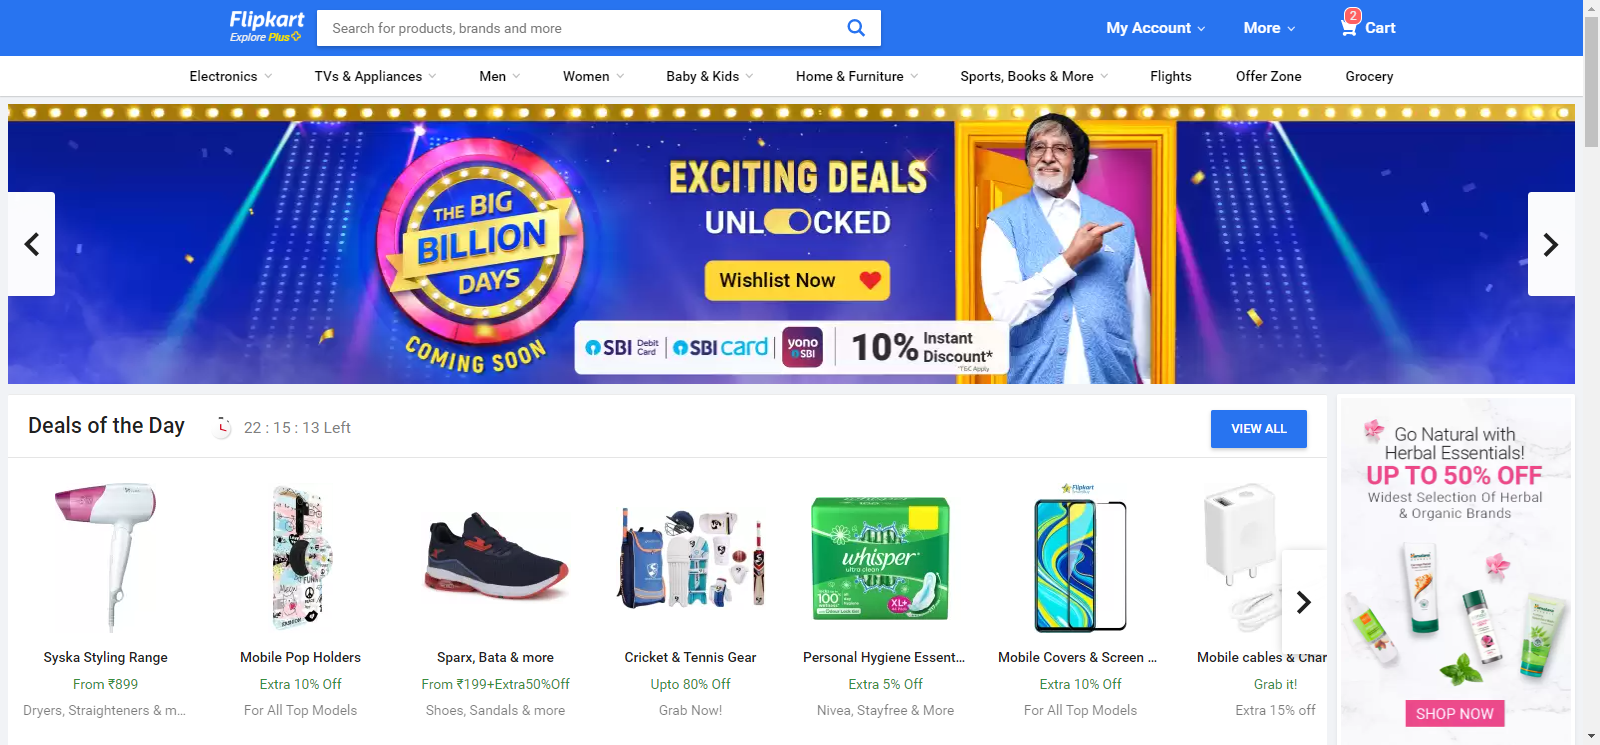 Flipkart
Explore Plus
Search for products, brands and more
My Account
More
2
Cart
Electronics
TVs & Appliances
Men
Women
Baby & Kids
Home & Furniture
Sports, Books & More
Flights
Offer Zone
Grocery
THE BIG
BILLION
DAYS
COMING SOON
EXCITING DEALS
UNLOCKED
Wishlist Now
SBI Debit Card
SBI card
yono
SBI
10% Instant Discount*
*T&C Apply
Deals of the Day
22 : 15 : 13 Left
VIEW ALL
Flipkart
whisper
ultra clean
100%
XL+
Syska Styling Range
From ₹899
Dryers, Straighteners & m...
Mobile Pop Holders
Extra 10% Off
For All Top Models
Sparx, Bata & more
From ₹199+Extra50%Off
Shoes, Sandals & more
Cricket & Tennis Gear
Upto 80% Off
Grab Now!
Personal Hygiene Essent...
Extra 5% Off
Nivea, Stayfree & More
Mobile Covers & Screen ...
Extra 10% Off
For All Top Models
Mobile cables & Char
Grab it!
Extra 15% off
Go Natural with
Herbal Essentials!
UP TO 50% OFF
Widest Selection Of Herbal
& Organic Brands
SHOP NOW